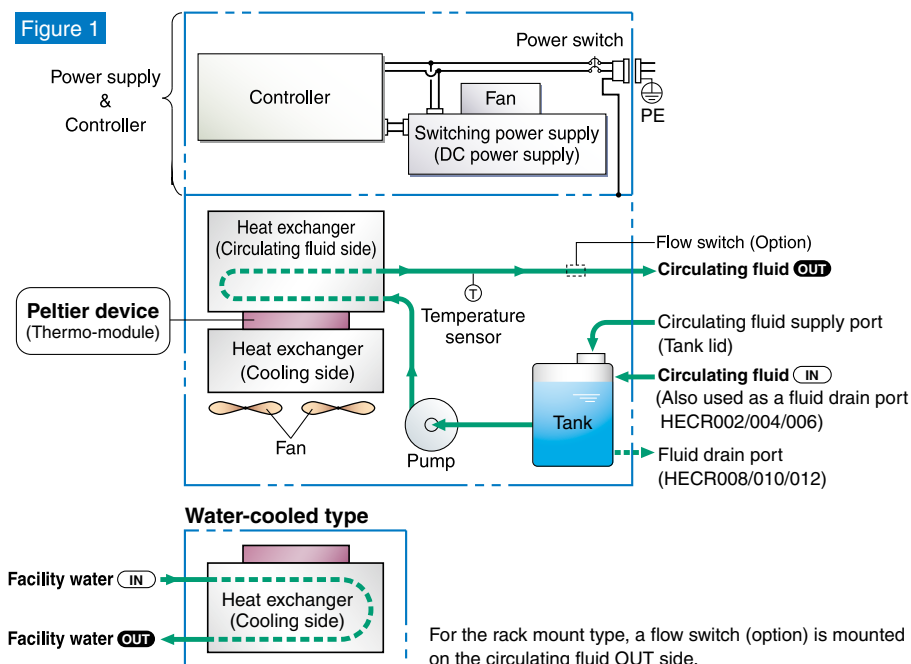 Figure 1
Power supply
&
Controller
Controller
Power switch
Fan
Switching power supply
(DC power supply)
PE
Heat exchanger
(Circulating fluid side)
Flow switch (Option)
Circulating fluid OUT
Peltier device
(Thermo-module)
T
Temperature
sensor
Heat exchanger
(Cooling side)
Circulating fluid supply port
(Tank lid)
Circulating fluid IN
(Also used as a fluid drain port
HECR002/004/006)
Tank
Fan
Pump
Fluid drain port
(HECR008/010/012)
Water-cooled type
Facility water IN
Heat exchanger
(Cooling side)
Facility water OUT
For the rack mount type, a flow switch (option) is mounted
on the circulating fluid OUT side.